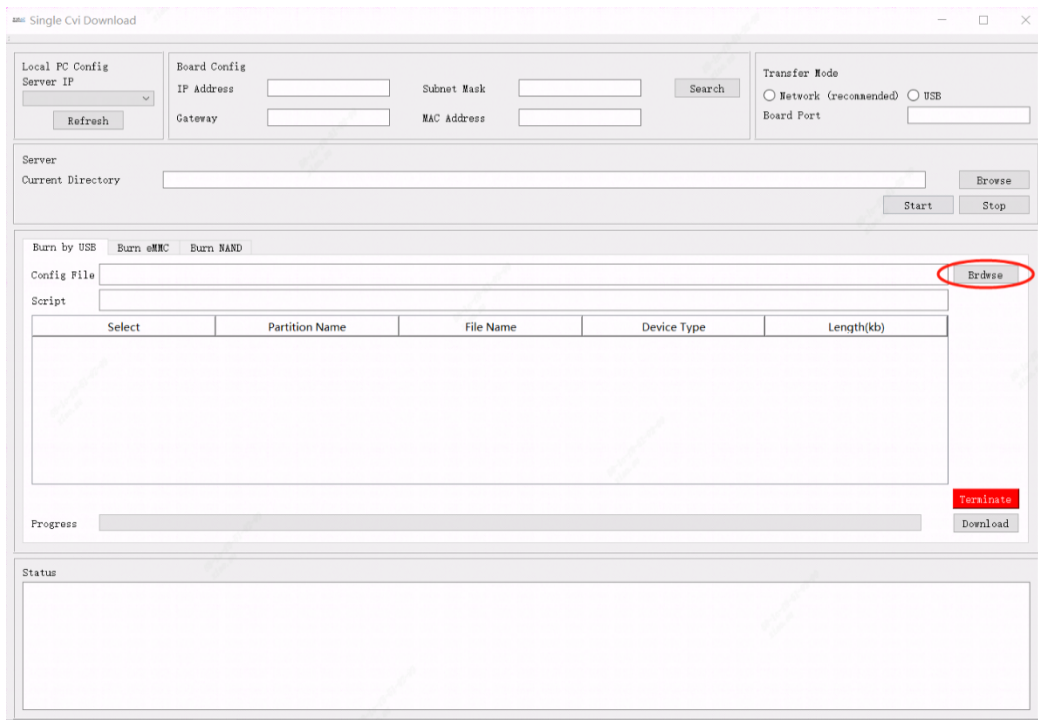 Single Cvi Download
Local PC Config
Server IP
Refresh
Board Config
IP Address
Subnet Mask
Search
Gateway
MAC Address
Transfer Mode
Network (recommended)
USB
Board Port
Server
Current Directory
Browse
Start
Stop
Burn by USB
Burn eMMC
Burn NAND
Config File
Brdwse
Script
Select
Partition Name
File Name
Device Type
Length(kb)
Terminate
Progress
Download
Status